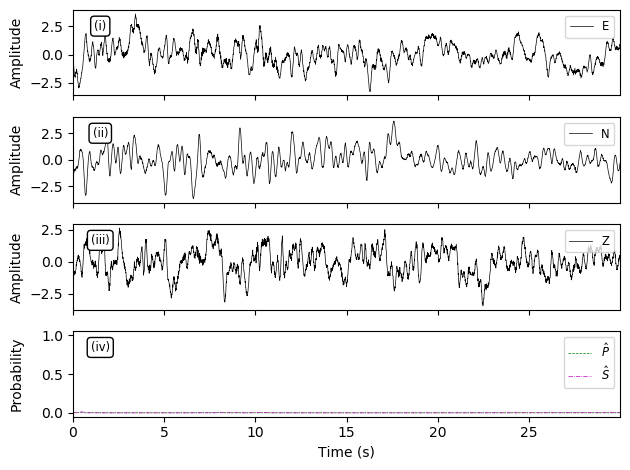 Amplitude
2.5
0.0
−2.5
(i)
E
Amplitude
2.5
0.0
−2.5
(ii)
N
Amplitude
2.5
0.0
−2.5
(iii)
Z
Probability
1.0
0.5
0.0
(iv)
P̂
Ŝ
0 5 10 15 20 25
Time (s)